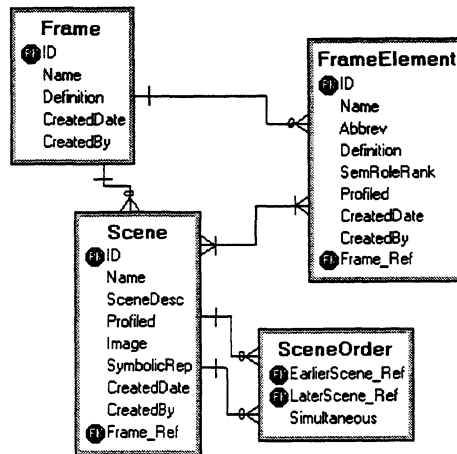 Frame
ID
Name
Definition
CreatedDate
CreatedBy
FrameElement
ID
Name
Abbrev
Definition
SemRoleRank
Profiled
CreatedDate
CreatedBy
Frame_Ref
Scene
ID
Name
SceneDesc
Profiled
Image
SymbolicRep
CreatedDate
CreatedBy
Frame_Ref
SceneOrder
EarlierScene_Ref
LaterScene_Ref
Simultaneous